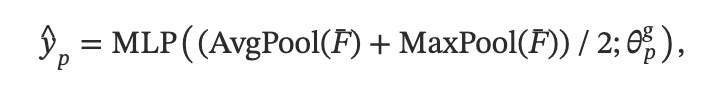 ŷ_p = MLP((AvgPool(F̄) + MaxPool(F̄)) / 2; θ_p^g),